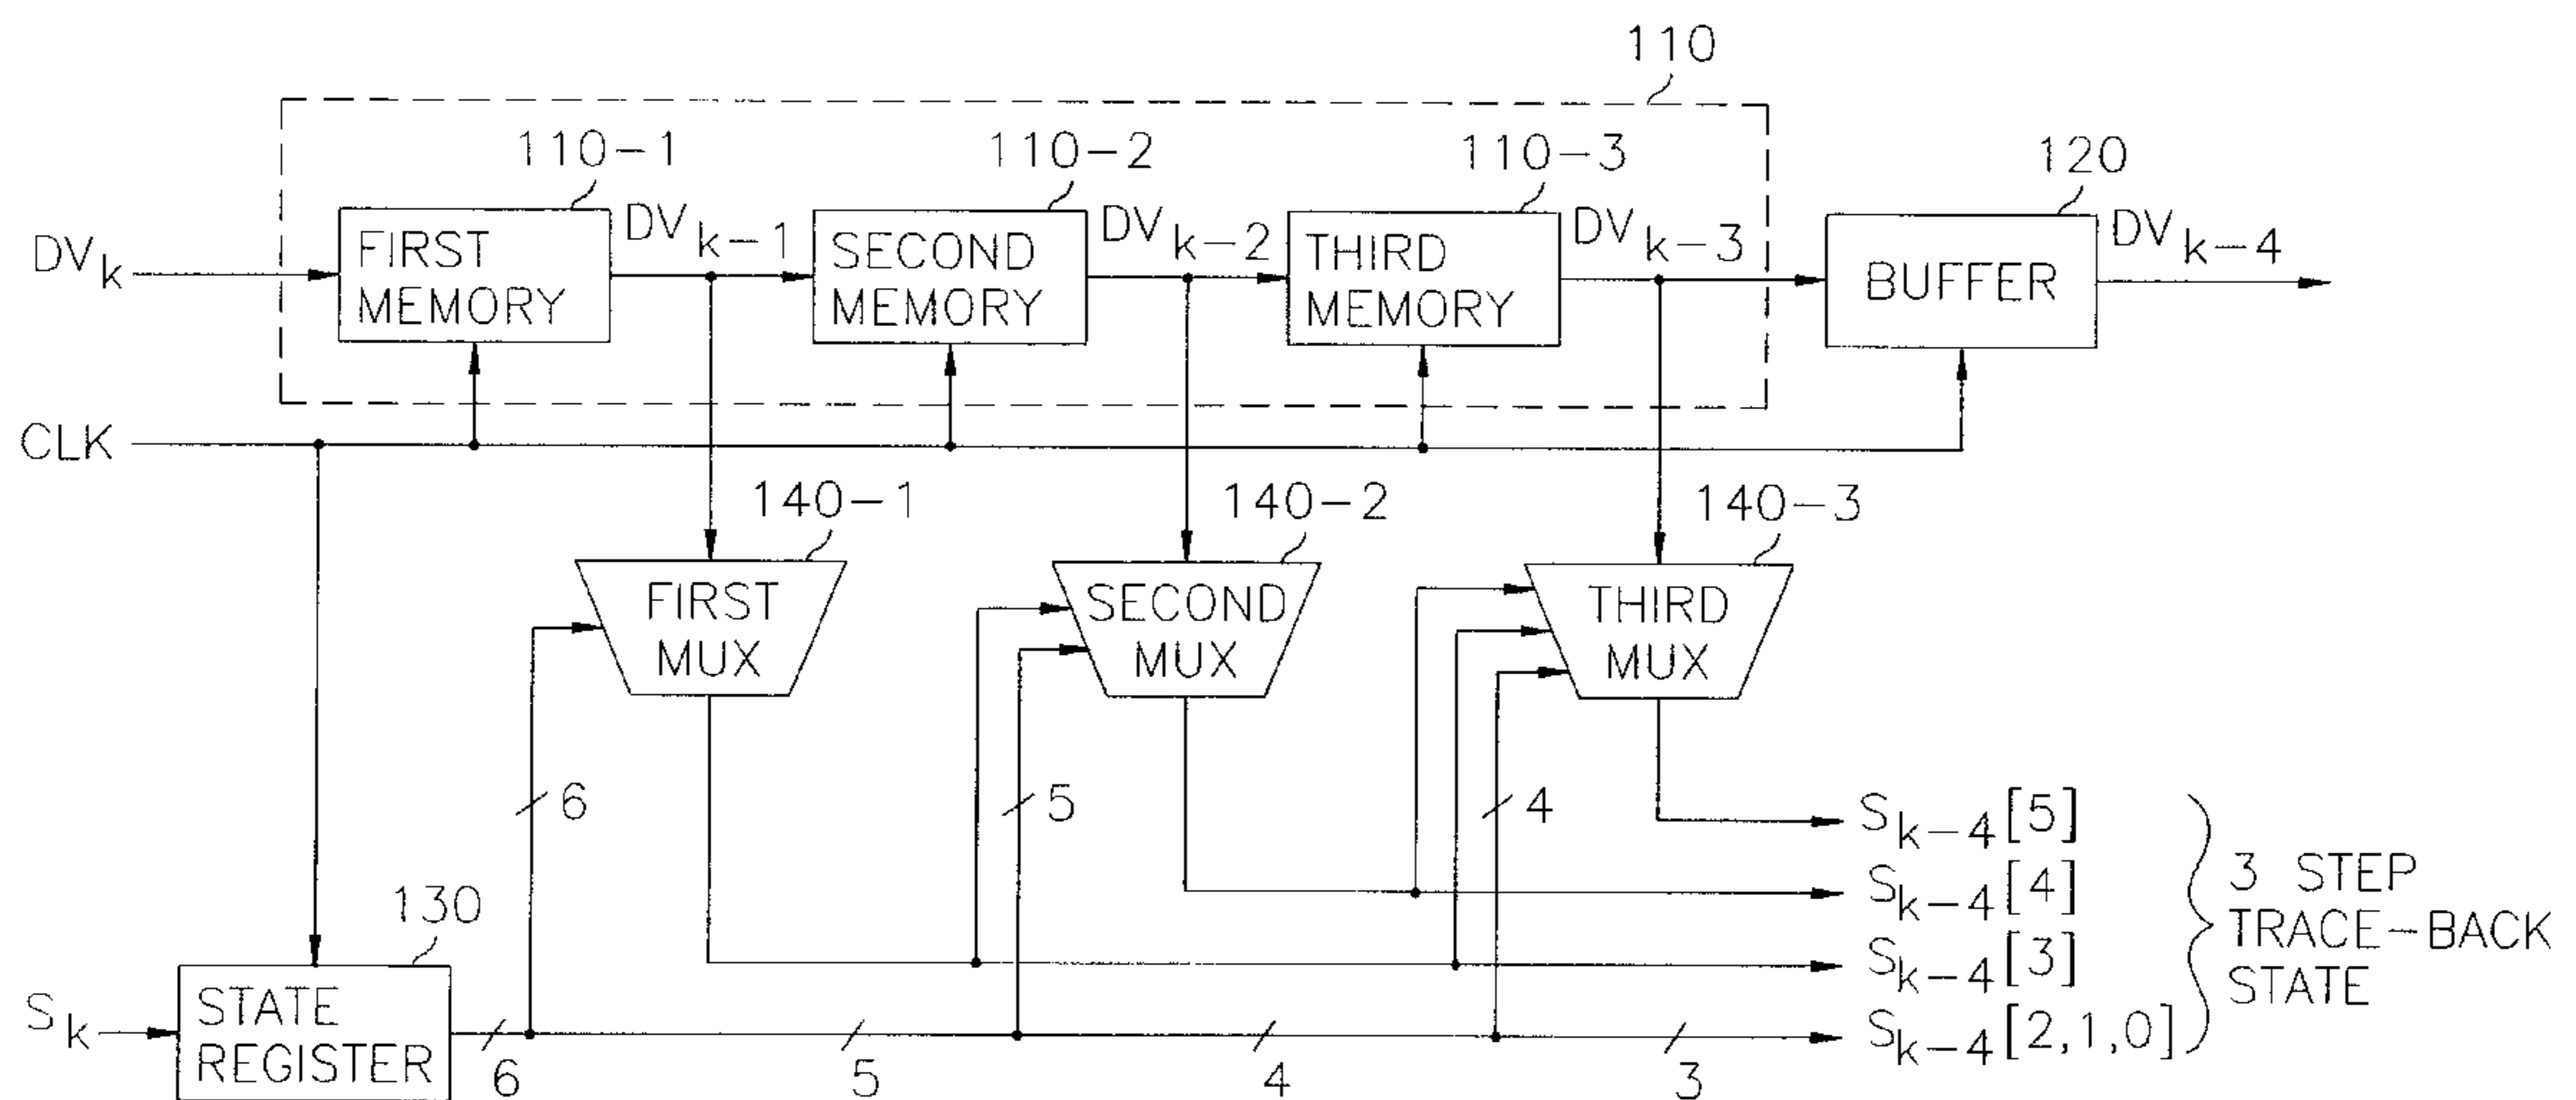 110
110-1
110-2
110-3
120
DVk
FIRST
MEMORY
DVk-1
SECOND
MEMORY
DVk-2
THIRD
MEMORY
DVk-3
BUFFER
DVk-4
CLK
140-1
140-2
140-3
FIRST
MUX
SECOND
MUX
THIRD
MUX
6
5
4
Sk-4[5]
Sk-4[4]
Sk-4[3]
Sk-4[2,1,0]
3 STEP
TRACE-BACK
STATE
130
Sk
STATE
REGISTER
6
5
4
3